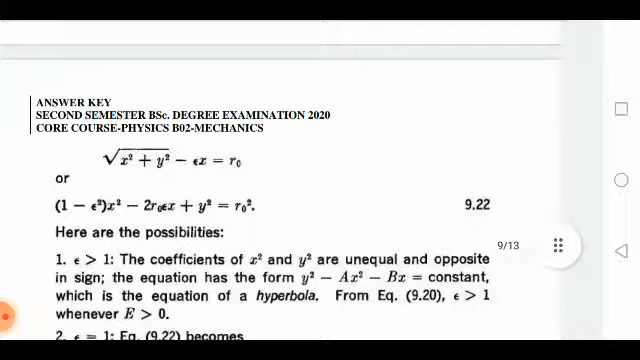 ANSWER KEY
SECOND SEMESTER BSc. DEGREE EXAMINATION 2020
CORE COURSE-PHYSICS B02-MECHANICS
√x² + y² − εx = r₀
or
(1 − ε²)x² − 2r₀εx + y² = r₀². 9.22
Here are the possibilities:
9/13
1. ε > 1: The coefficients of x² and y² are unequal and opposite
in sign; the equation has the form y² − Ax² − Bx = constant,
which is the equation of a hyperbola. From Eq. (9.20), ε > 1
whenever E > 0.
2. ε = 1: Eq. (9.22) becomes